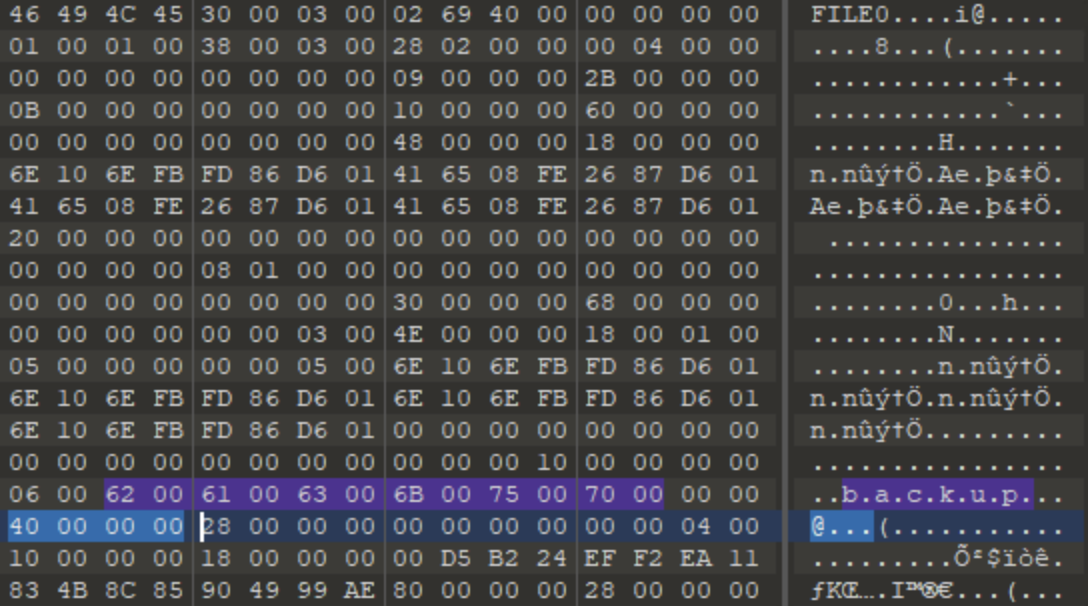 46 49 4C 45 30 00 03 00 02 69 40 00 00 00 00 00 FILE0....i@.....
01 00 01 00 38 00 03 00 28 02 00 00 00 04 00 00 ....8...(.......
00 00 00 00 00 00 00 00 09 00 00 00 2B 00 00 00 ............+...
0B 00 00 00 00 00 00 00 10 00 00 00 60 00 00 00 ............`...
00 00 00 00 00 00 00 00 48 00 00 00 18 00 00 00 ........H.......
6E 10 6E FB FD 86 D6 01 41 65 08 FE 26 87 D6 01 n.nûý†Ö.Ae.þ&‡Ö.
41 65 08 FE 26 87 D6 01 41 65 08 FE 26 87 D6 01 Ae.þ&‡Ö.Ae.þ&‡Ö.
20 00 00 00 00 00 00 00 00 00 00 00 00 00 00 00  ...............
00 00 00 00 08 01 00 00 00 00 00 00 00 00 00 00 ................
00 00 00 00 00 00 00 00 30 00 00 00 68 00 00 00 ........0...h...
00 00 00 00 00 00 03 00 4E 00 00 00 18 00 01 00 ........N.......
05 00 00 00 00 00 05 00 6E 10 6E FB FD 86 D6 01 ........n.nûý†Ö.
6E 10 6E FB FD 86 D6 01 6E 10 6E FB FD 86 D6 01 n.nûý†Ö.n.nûý†Ö.
6E 10 6E FB FD 86 D6 01 00 00 00 00 00 00 00 00 n.nûý†Ö.........
00 00 00 00 00 00 00 00 00 00 00 10 00 00 00 00 ................
06 00 62 00 61 00 63 00 6B 00 75 00 70 00 00 00 ..b.a.c.k.u.p...
40 00 00 00 28 00 00 00 00 00 00 00 00 00 04 00 @...(...........
10 00 00 00 18 00 00 00 00 D5 B2 24 EF F2 EA 11 .........Õ²$ïòê.
83 4B 8C 85 90 49 99 AE 80 00 00 00 28 00 00 00 ƒKŒ….I™®€...(...